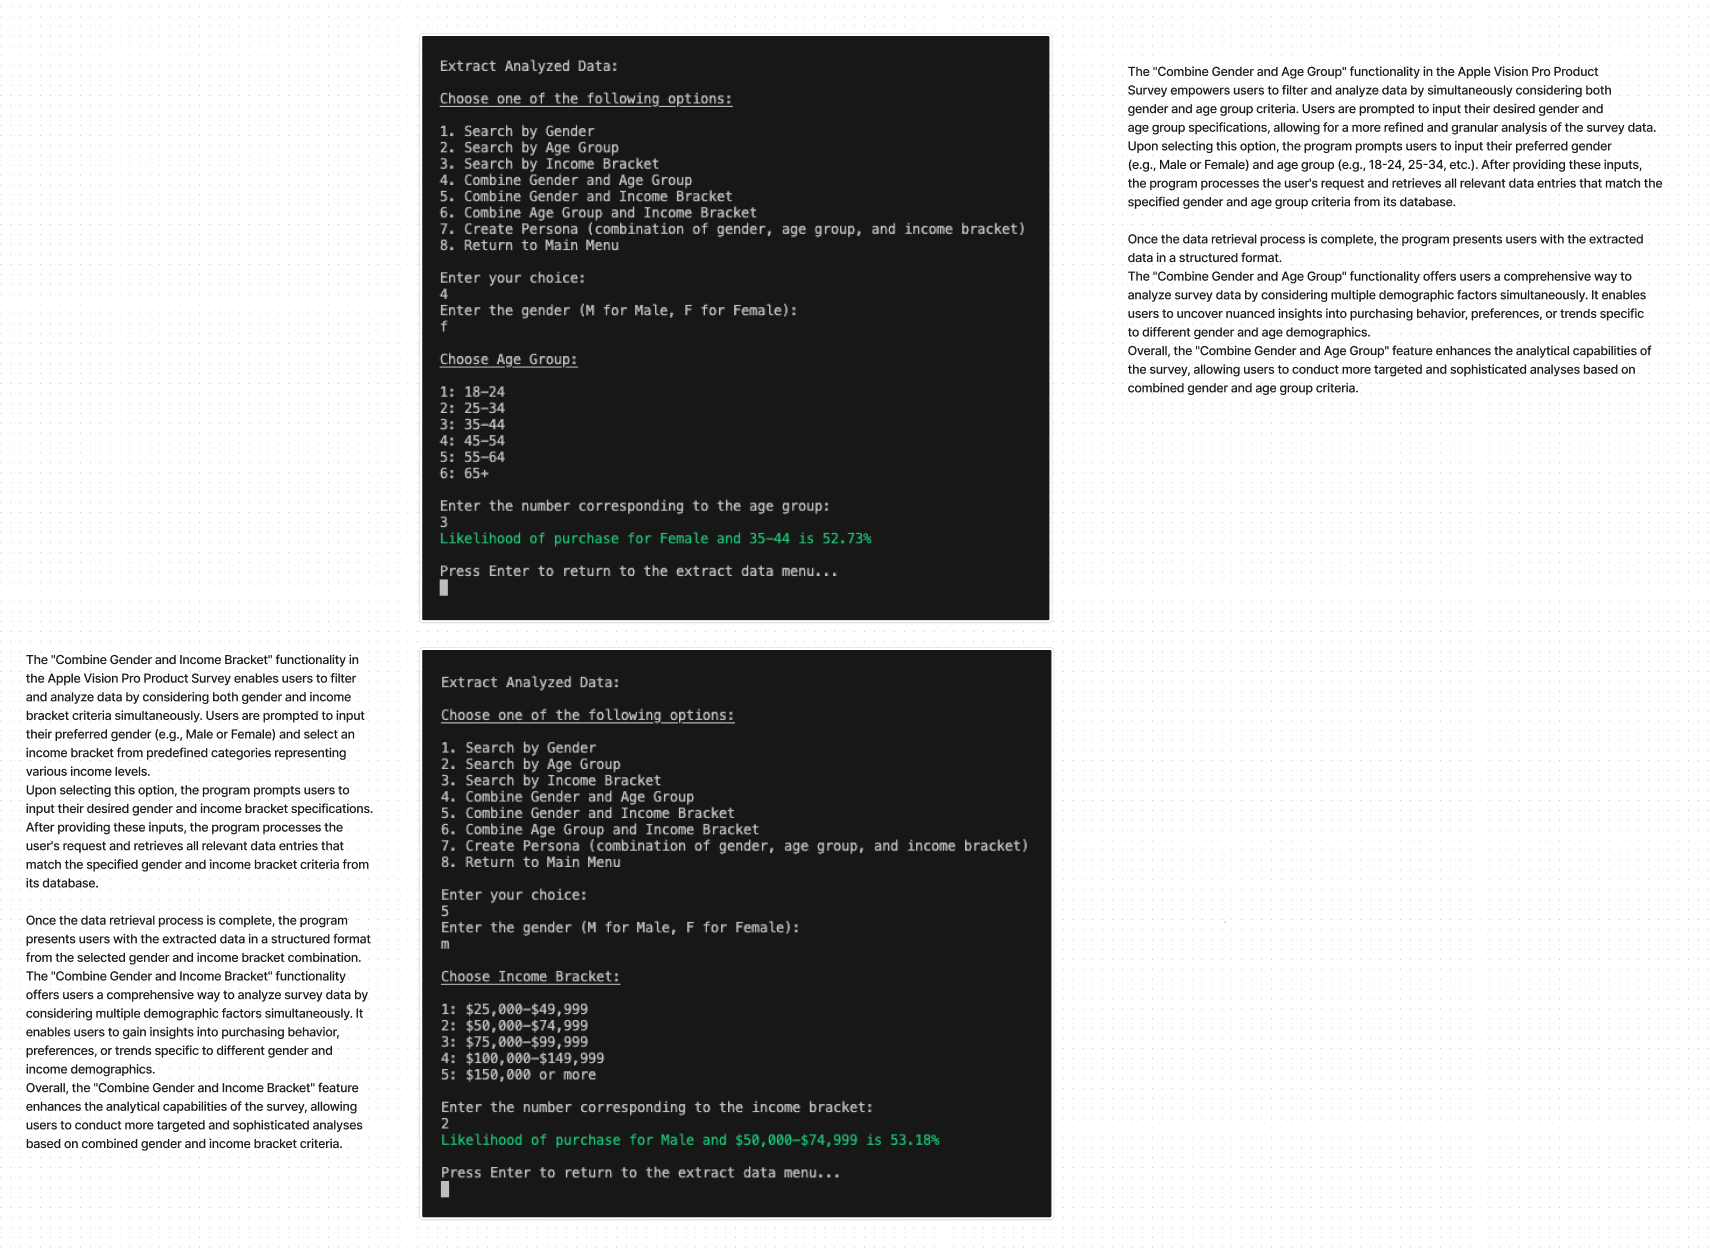 Extract Analyzed Data:
Choose one of the following options:
1. Search by Gender
2. Search by Age Group
3. Search by Income Bracket
4. Combine Gender and Age Group
5. Combine Gender and Income Bracket
6. Combine Age Group and Income Bracket
7. Create Persona (combination of gender, age group, and income bracket)
8. Return to Main Menu
Enter your choice:
4
Enter the gender (M for Male, F for Female):
f
Choose Age Group:
1: 18–24
2: 25–34
3: 35–44
4: 45–54
5: 55–64
6: 65+
Enter the number corresponding to the age group:
3
Likelihood of purchase for Female and 35–44 is 52.73%
Press Enter to return to the extract data menu...
The "Combine Gender and Age Group" functionality in the Apple Vision Pro Product
Survey empowers users to filter and analyze data by simultaneously considering both
gender and age group criteria. Users are prompted to input their desired gender and
age group specifications, allowing for a more refined and granular analysis of the survey data.
Upon selecting this option, the program prompts users to input their preferred gender
(e.g., Male or Female) and age group (e.g., 18-24, 25-34, etc.). After providing these inputs,
the program processes the user's request and retrieves all relevant data entries that match the
specified gender and age group criteria from its database.
Once the data retrieval process is complete, the program presents users with the extracted
data in a structured format.
The "Combine Gender and Age Group" functionality offers users a comprehensive way to
analyze survey data by considering multiple demographic factors simultaneously. It enables
users to uncover nuanced insights into purchasing behavior, preferences, or trends specific
to different gender and age demographics.
Overall, the "Combine Gender and Age Group" feature enhances the analytical capabilities of
the survey, allowing users to conduct more targeted and sophisticated analyses based on
combined gender and age group criteria.
The "Combine Gender and Income Bracket" functionality in
the Apple Vision Pro Product Survey enables users to filter
and analyze data by considering both gender and income
bracket criteria simultaneously. Users are prompted to input
their preferred gender (e.g., Male or Female) and select an
income bracket from predefined categories representing
various income levels.
Upon selecting this option, the program prompts users to
input their desired gender and income bracket specifications.
After providing these inputs, the program processes the
user's request and retrieves all relevant data entries that
match the specified gender and income bracket criteria from
its database.
Once the data retrieval process is complete, the program
presents users with the extracted data in a structured format
from the selected gender and income bracket combination.
The "Combine Gender and Income Bracket" functionality
offers users a comprehensive way to analyze survey data by
considering multiple demographic factors simultaneously. It
enables users to gain insights into purchasing behavior,
preferences, or trends specific to different gender and
income demographics.
Overall, the "Combine Gender and Income Bracket" feature
enhances the analytical capabilities of the survey, allowing
users to conduct more targeted and sophisticated analyses
based on combined gender and income bracket criteria.
Extract Analyzed Data:
Choose one of the following options:
1. Search by Gender
2. Search by Age Group
3. Search by Income Bracket
4. Combine Gender and Age Group
5. Combine Gender and Income Bracket
6. Combine Age Group and Income Bracket
7. Create Persona (combination of gender, age group, and income bracket)
8. Return to Main Menu
Enter your choice:
5
Enter the gender (M for Male, F for Female):
m
Choose Income Bracket:
1: $25,000–$49,999
2: $50,000–$74,999
3: $75,000–$99,999
4: $100,000–$149,999
5: $150,000 or more
Enter the number corresponding to the income bracket:
2
Likelihood of purchase for Male and $50,000–$74,999 is 53.18%
Press Enter to return to the extract data menu...